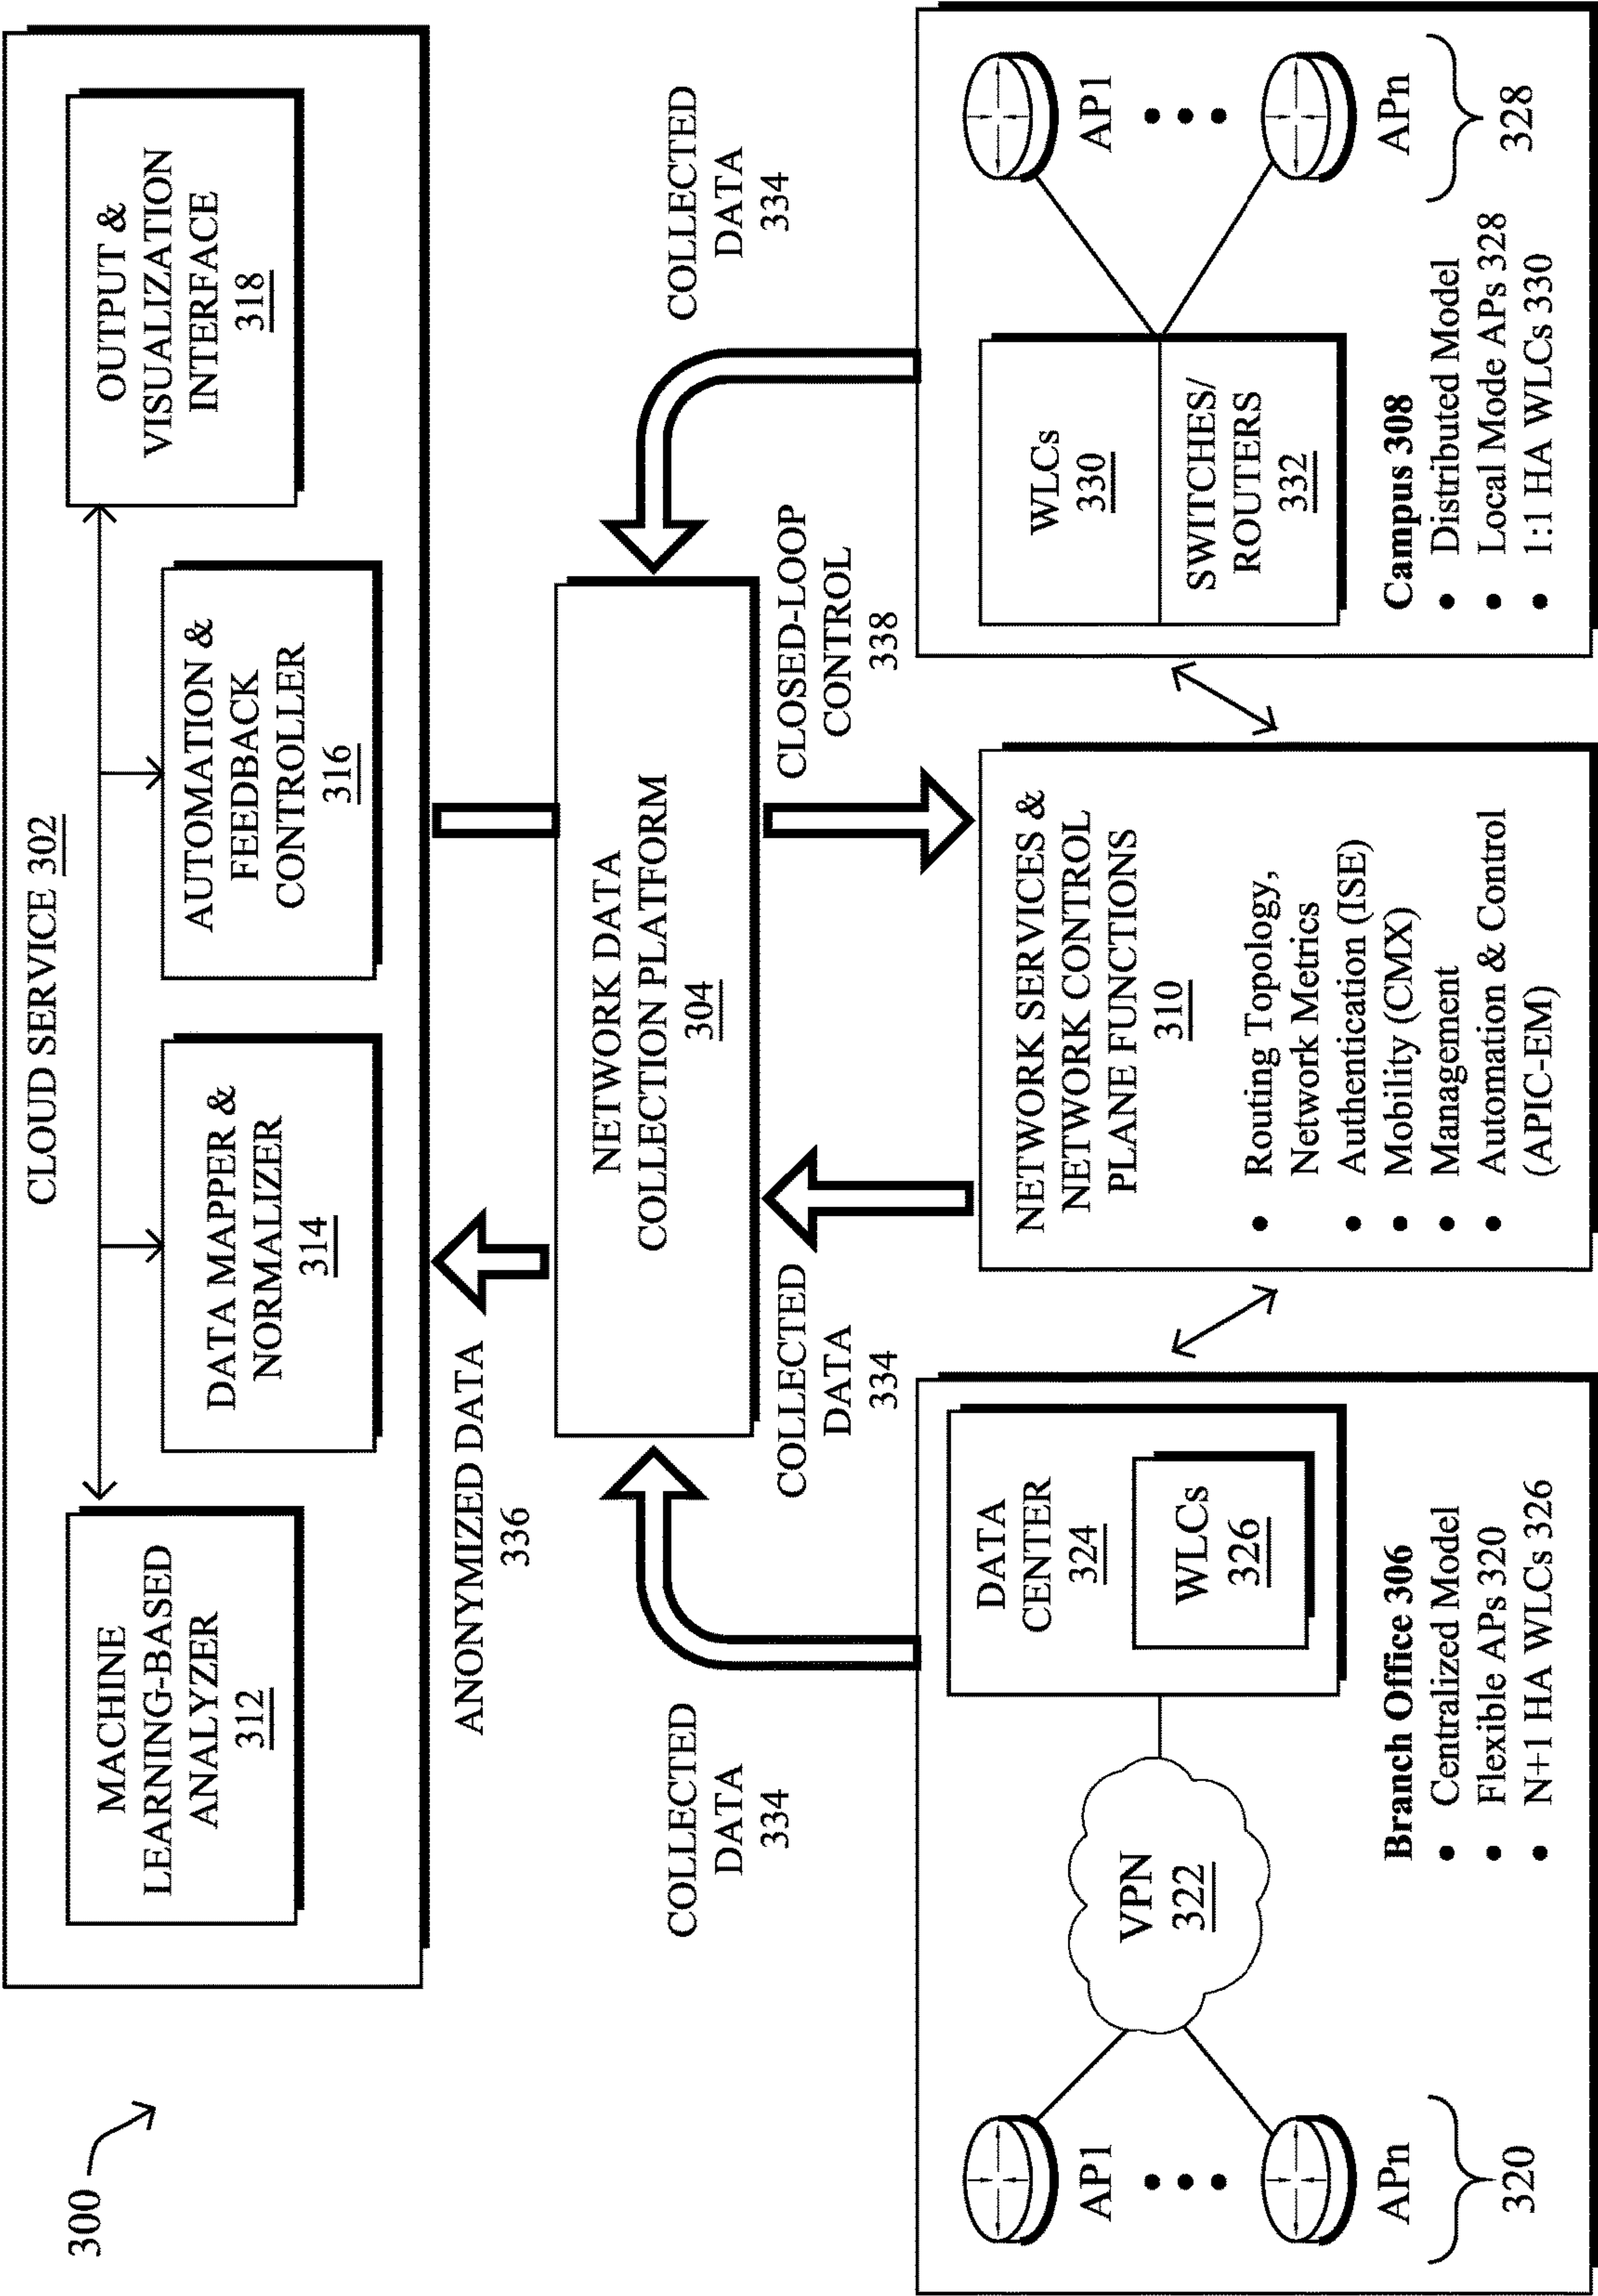 300
CLOUD SERVICE 302
MACHINE
LEARNING-BASED
ANALYZER
312
DATA MAPPER &
NORMALIZER
314
AUTOMATION &
FEEDBACK
CONTROLLER
316
OUTPUT &
VISUALIZATION
INTERFACE
318
ANONYMIZED DATA
336
COLLECTED
DATA
334
NETWORK DATA
COLLECTION PLATFORM
304
COLLECTED
DATA
334
COLLECTED
DATA
334
CLOSED-LOOP
CONTROL
338
AP1
APn
320
VPN
322
DATA
CENTER
324
WLCs
326
Branch Office 306
• Centralized Model
• Flexible APs 320
• N+1 HA WLCs 326
NETWORK SERVICES &
NETWORK CONTROL
PLANE FUNCTIONS
310
• Routing Topology,
Network Metrics
• Authentication (ISE)
• Mobility (CMX)
• Management
• Automation & Control
(APIC-EM)
WLCs
330
SWITCHES/
ROUTERS
332
Campus 308
• Distributed Model
• Local Mode APs 328
• 1:1 HA WLCs 330
AP1
APn
328